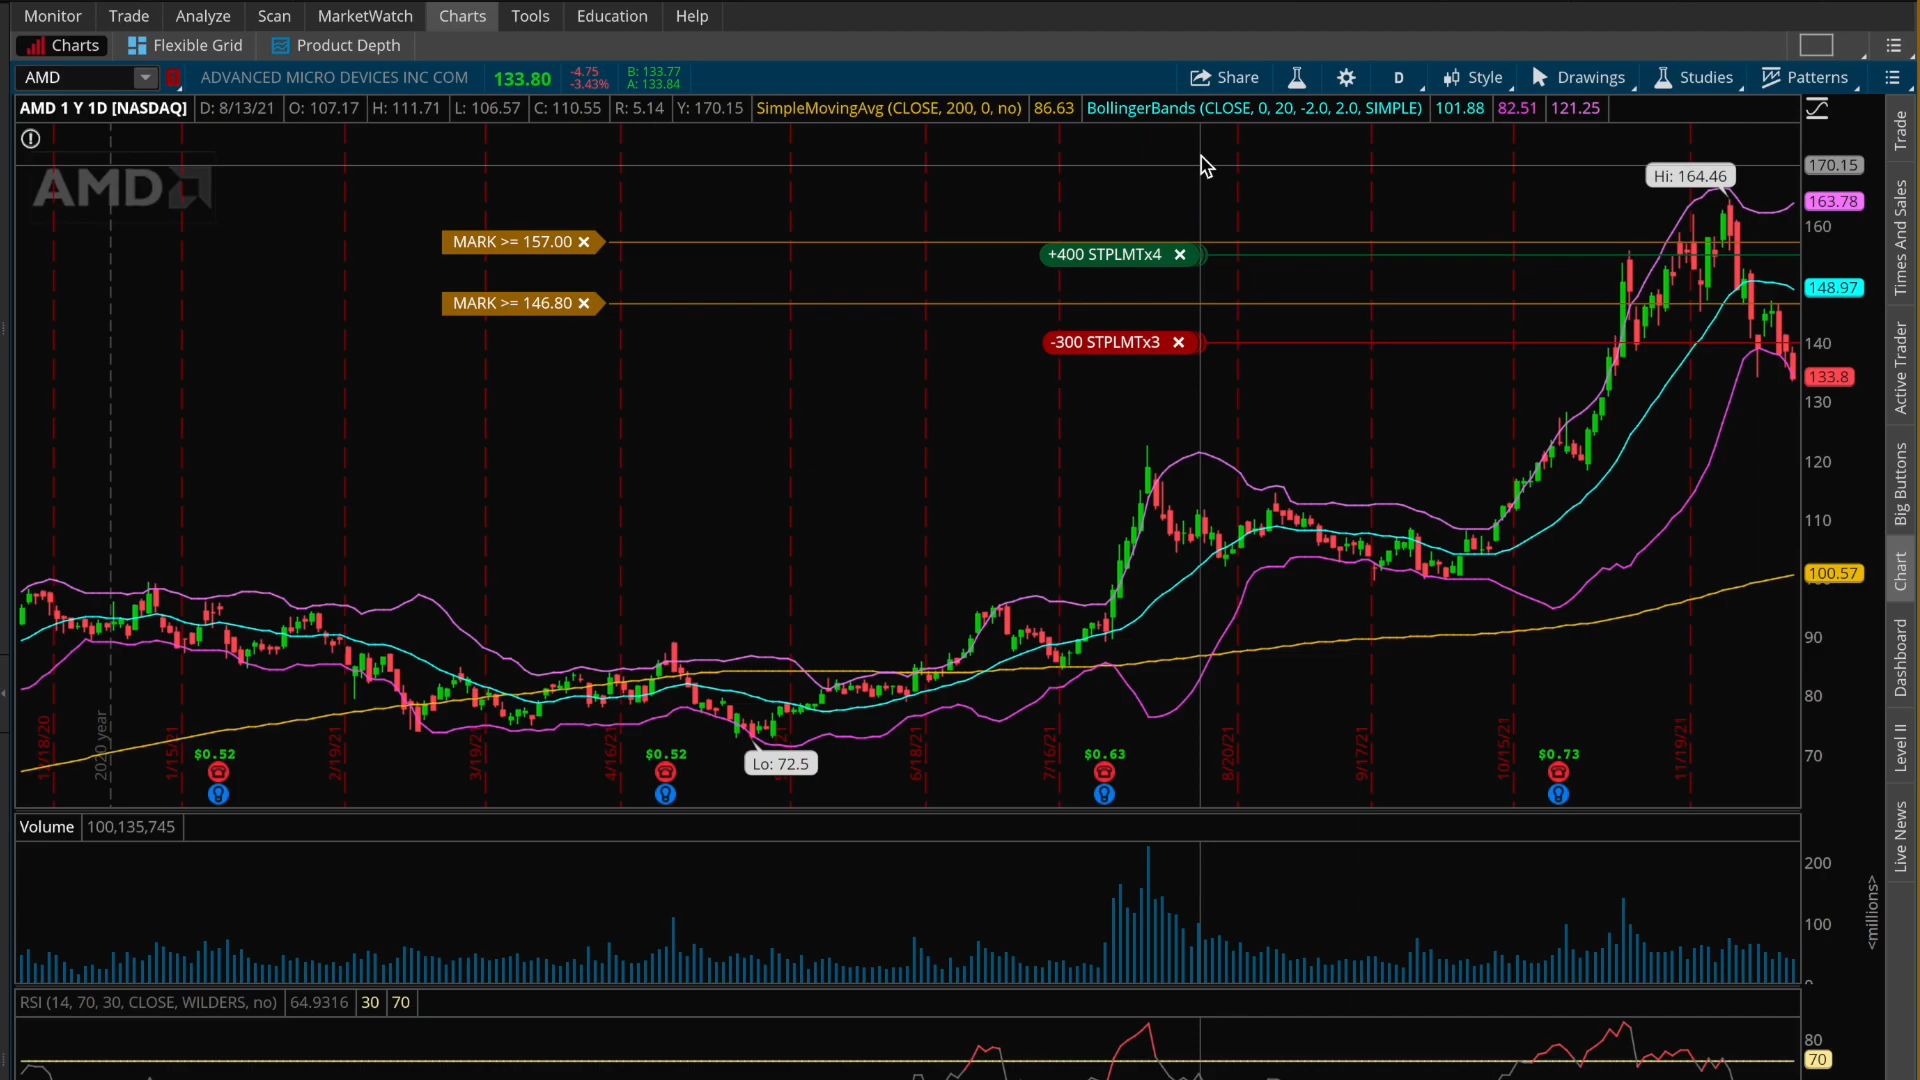 Monitor Trade Analyze Scan MarketWatch Charts Tools Education Help
Charts Flexible Grid Product Depth
AMD ADVANCED MICRO DEVICES INC COM 133.80 -4.75 -3.43% B: 133.77 A: 133.84 Share D Style Drawings Studies Patterns
AMD 1 Y 1D [NASDAQ] D: 8/13/21 O: 107.17 H: 111.71 L: 106.57 C: 110.55 R: 5.14 Y: 170.15 SimpleMovingAvg (CLOSE, 200, 0, no) 86.63 BollingerBands (CLOSE, 0, 20, -2.0, 2.0, SIMPLE) 101.88 82.51 121.25
AMD
170.15
Hi: 164.46
163.78
160
MARK >= 157.00
+400 STPLMTx4
148.97
MARK >= 146.80
-300 STPLMTx3
140
133.8
130
120
110
100.57
90
80
70
2020 year
1/15/21
2/19/21
3/19/21
4/16/21
6/18/21
7/16/21
8/20/21
9/17/21
10/15/21
11/19/21
$0.52 $0.52 $0.63 $0.73
Lo: 72.5
Volume 100,135,745
200
100
<millions>
RSI (14, 70, 30, CLOSE, WILDERS, no) 64.9316 30 70
80
70
Trade
Times And Sales
Active Trader
Big Buttons
Chart
Dashboard
Level II
Live News